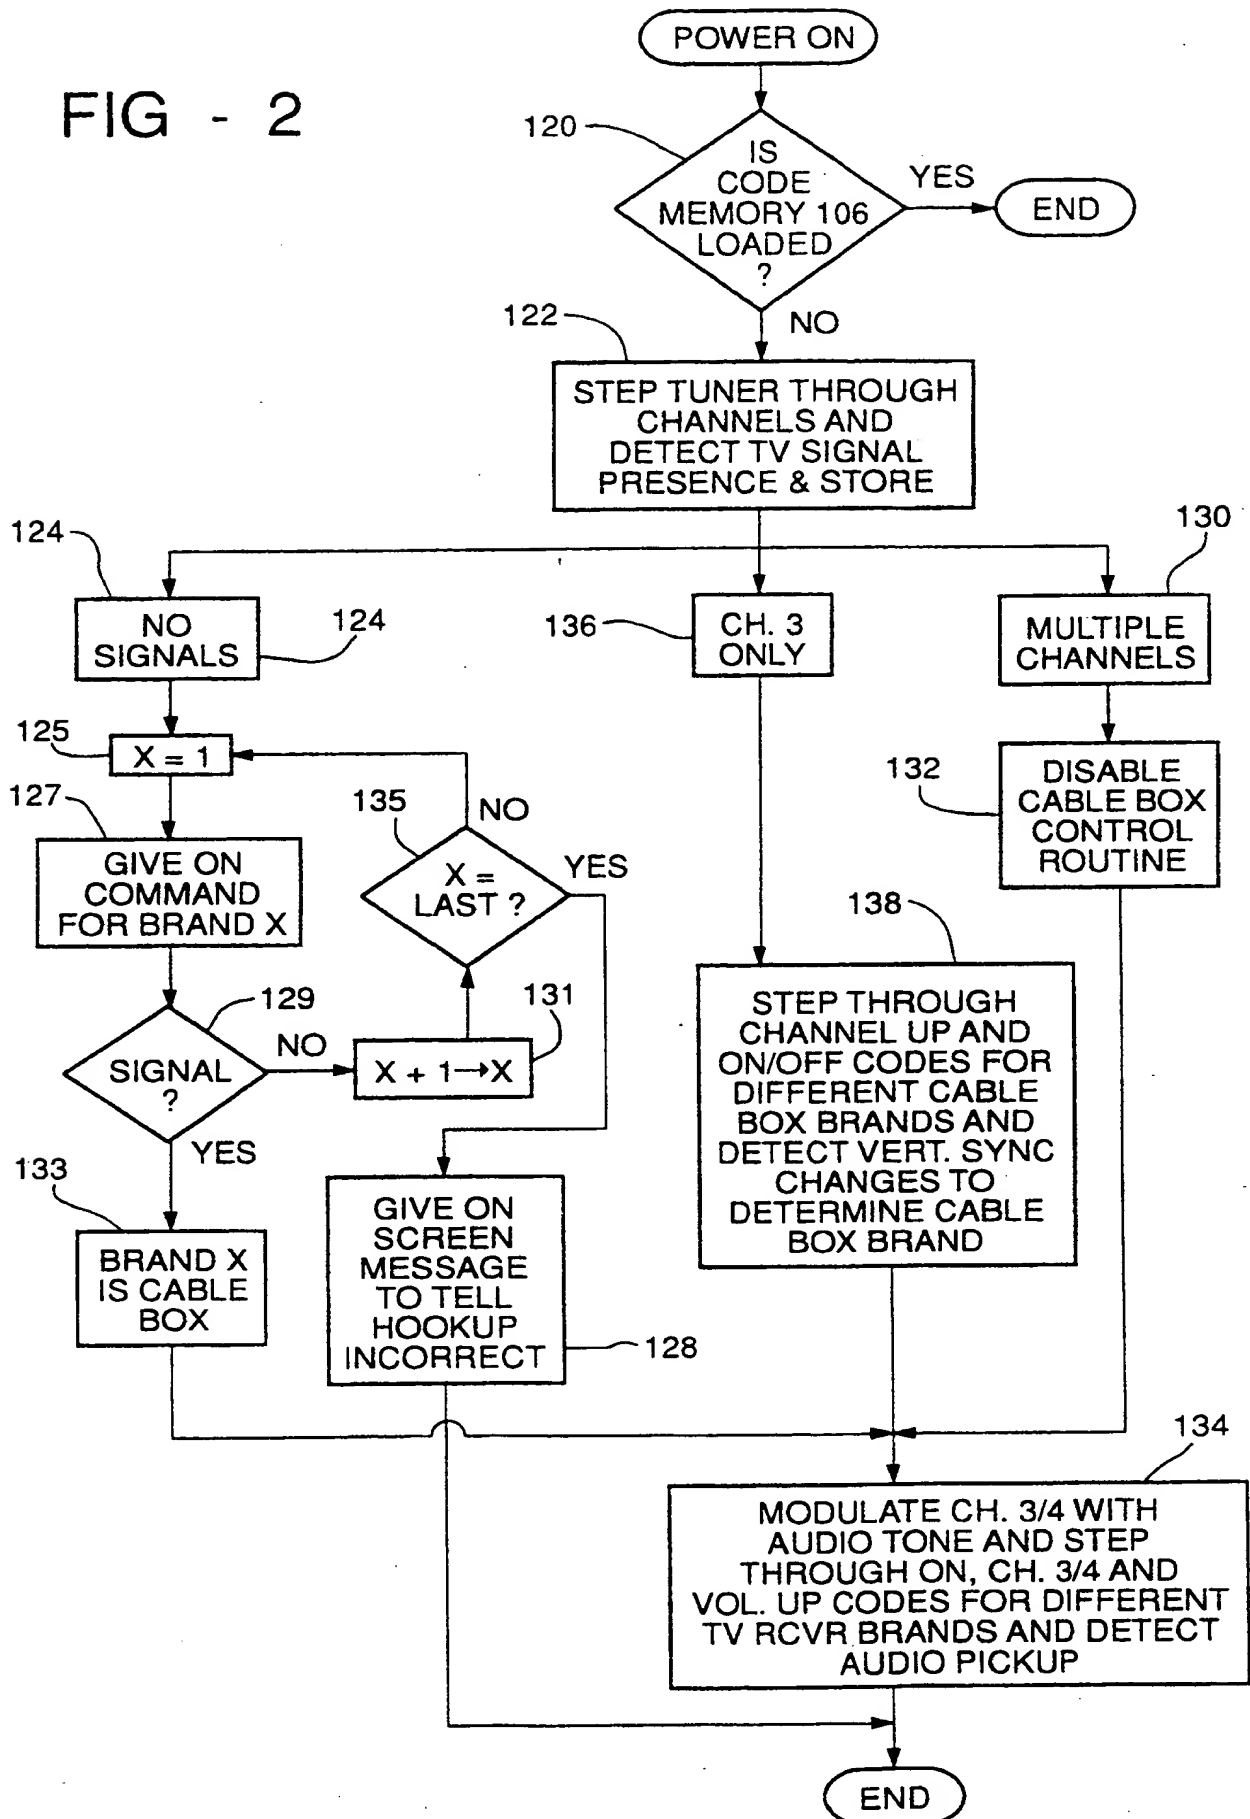 POWER ON
FIG - 2
120
IS
CODE
MEMORY 106
LOADED
?
YES
END
NO
122
STEP TUNER THROUGH
CHANNELS AND
DETECT TV SIGNAL
PRESENCE & STORE
124
NO
SIGNALS
124
136
CH. 3
ONLY
130
MULTIPLE
CHANNELS
125
X = 1
127
GIVE ON
COMMAND
FOR BRAND X
135
NO
X =
LAST ?
YES
132
DISABLE
CABLE BOX
CONTROL
ROUTINE
129
SIGNAL
?
NO
131
X + 1→X
YES
138
STEP THROUGH
CHANNEL UP AND
ON/OFF CODES FOR
DIFFERENT CABLE
BOX BRANDS AND
DETECT VERT. SYNC
CHANGES TO
DETERMINE CABLE
BOX BRAND
133
BRAND X
IS CABLE
BOX
GIVE ON
SCREEN
MESSAGE
TO TELL
HOOKUP
INCORRECT
128
134
MODULATE CH. 3/4 WITH
AUDIO TONE AND STEP
THROUGH ON, CH. 3/4 AND
VOL. UP CODES FOR DIFFERENT
TV RCVR BRANDS AND DETECT
AUDIO PICKUP
END